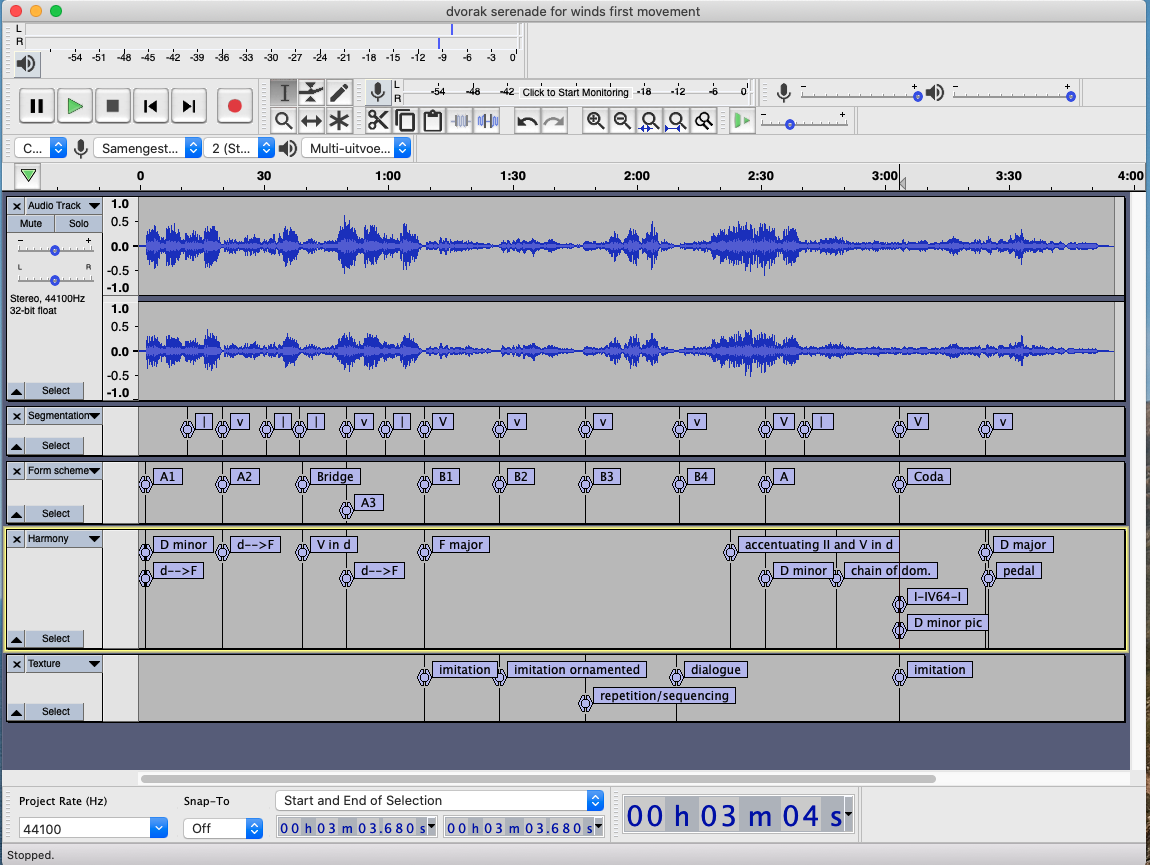 dvorak serenade for winds first movement
L
R
-54 -51 -48 -45 -42 -39 -36 -33 -30 -27 -24 -21 -18 -15 -12 -9 -6 -3 0
L
R
-54 -48 -42 Click to Start Monitoring -18 -12 -6 0
- +
- +
- +
C... Samengest... 2 (St... Multi-uitvoe...
0 30 1:00 1:30 2:00 2:30 3:00 3:30 4:00
Audio Track
Mute Solo
- +
L R
Stereo, 44100Hz
32-bit float
Select
1.0
0.5
0.0
-0.5
-1.0
1.0
0.5
0.0
-0.5
-1.0
Segmentation
| v | | v | V v v v V | V v
Select
Form scheme
A1 A2 Bridge B1 B2 B3 B4 A Coda
A3
Select
Harmony
D minor d-->F V in d F major accentuating II and V in d D major
d-->F d-->F D minor chain of dom. pedal
I-IV64-I
D minor pic
Select
Texture
imitation imitation ornamented dialogue imitation
repetition/sequencing
Select
Project Rate (Hz) Snap-To Start and End of Selection
44100 Off 00 h 03 m 03.680 s 00 h 03 m 03.680 s
00 h 03 m 04 s
Stopped.